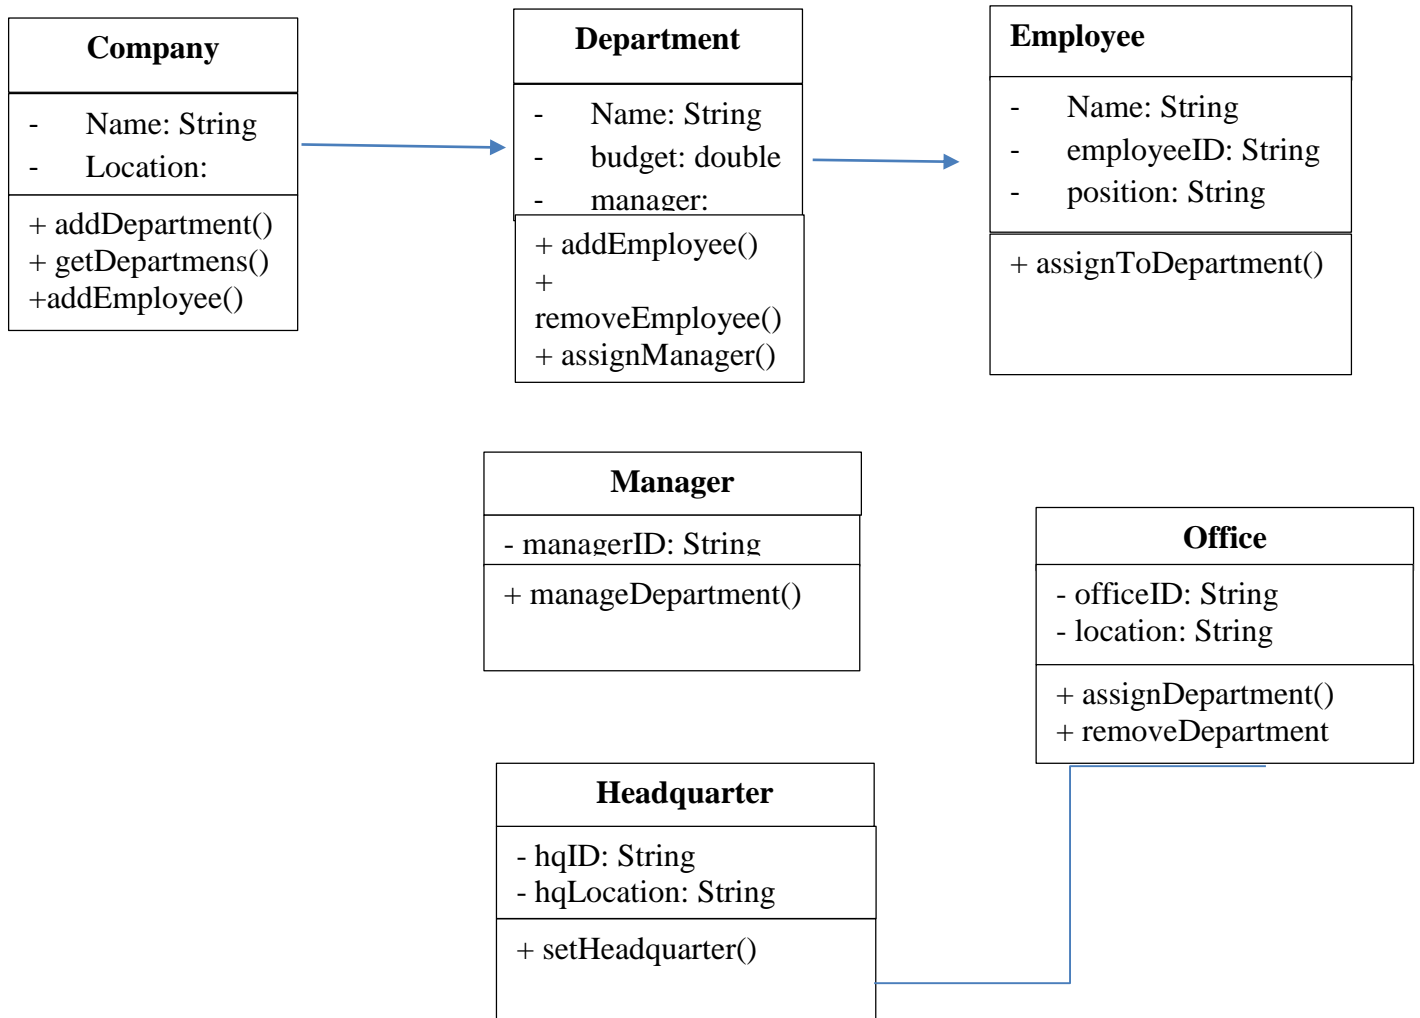 Company
- Name: String
- Location:
+ addDepartment()
+ getDepartmens()
+addEmployee()
Department
- Name: String
- budget: double
- manager:
+ addEmployee()
+
removeEmployee()
+ assignManager()
Employee
- Name: String
- employeeID: String
- position: String
+ assignToDepartment()
Manager
- managerID: String
+ manageDepartment()
Office
- officeID: String
- location: String
+ assignDepartment()
+ removeDepartment
Headquarter
- hqID: String
- hqLocation: String
+ setHeadquarter()